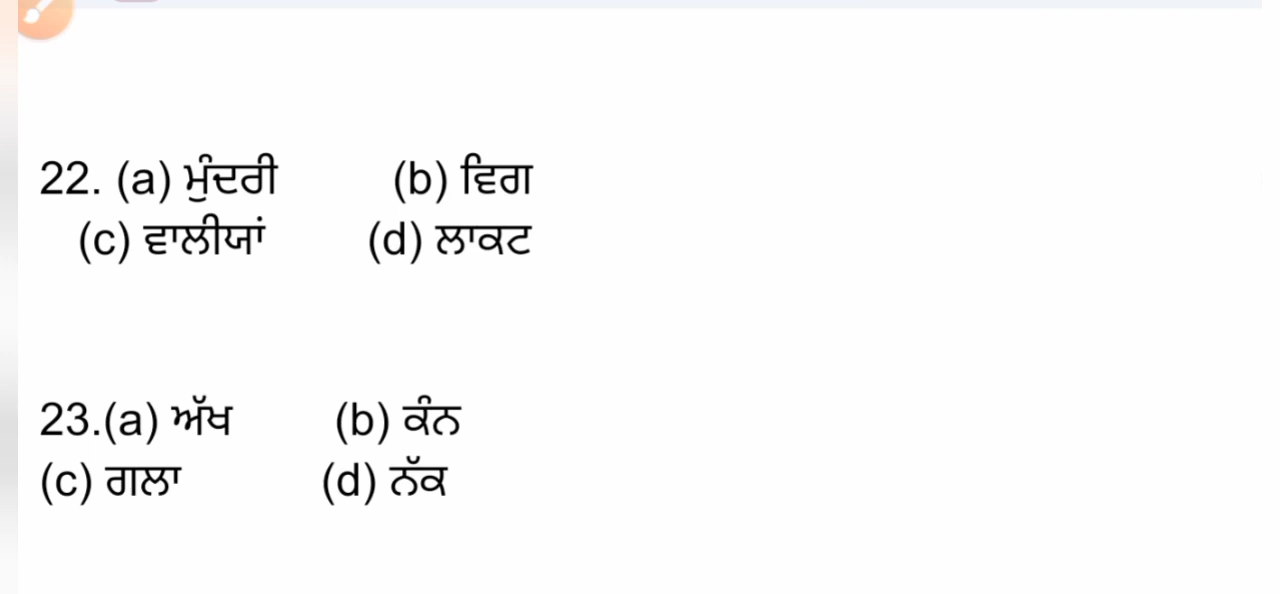 22. (a) ਮੁੰਦਰੀ (b) ਵਿਗ
(c) ਵਾਲੀਯਾਂ (d) ਲਾਕਟ
23.(a) ਅੱਖ (b) ਕੰਨ
(c) ਗਲਾ (d) ਨੱਕ